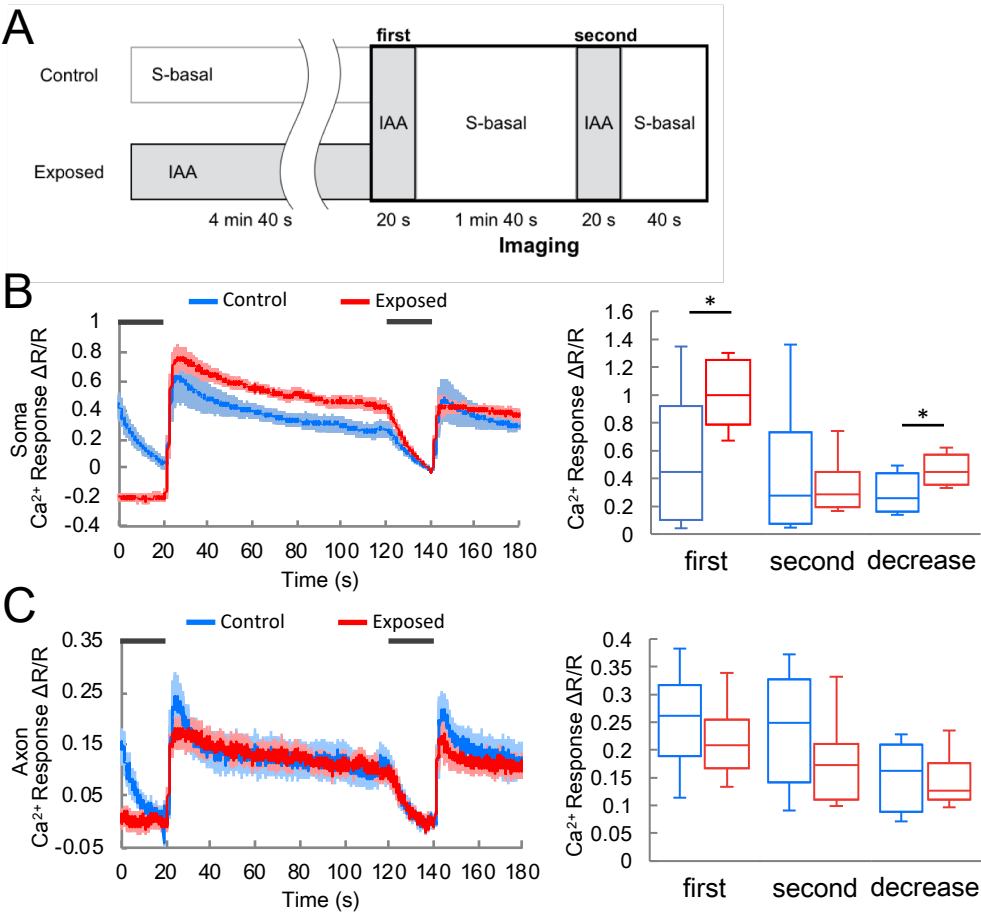 A
first second
Control
S-basal
IAA S-basal IAA S-basal
Exposed
IAA
4 min 40 s 20 s 1 min 40 s 20 s 40 s
Imaging
B
Control Exposed
Soma
Ca²⁺ Response ΔR/R
1
0.8
0.6
0.4
0.2
0
-0.2
-0.4
0 20 40 60 80 100 120 140 160 180
Time (s)
Ca²⁺ Response ΔR/R
1.6
1.4
1.2
1.0
0.8
0.6
0.4
0.2
0
*
*
first second decrease
C
Control Exposed
Axon
Ca²⁺ Response ΔR/R
0.35
0.25
0.15
0.05
-0.05
0 20 40 60 80 100 120 140 160 180
Time (s)
Ca²⁺ Response ΔR/R
0.4
0.35
0.3
0.25
0.2
0.15
0.1
0.05
0
first second decrease